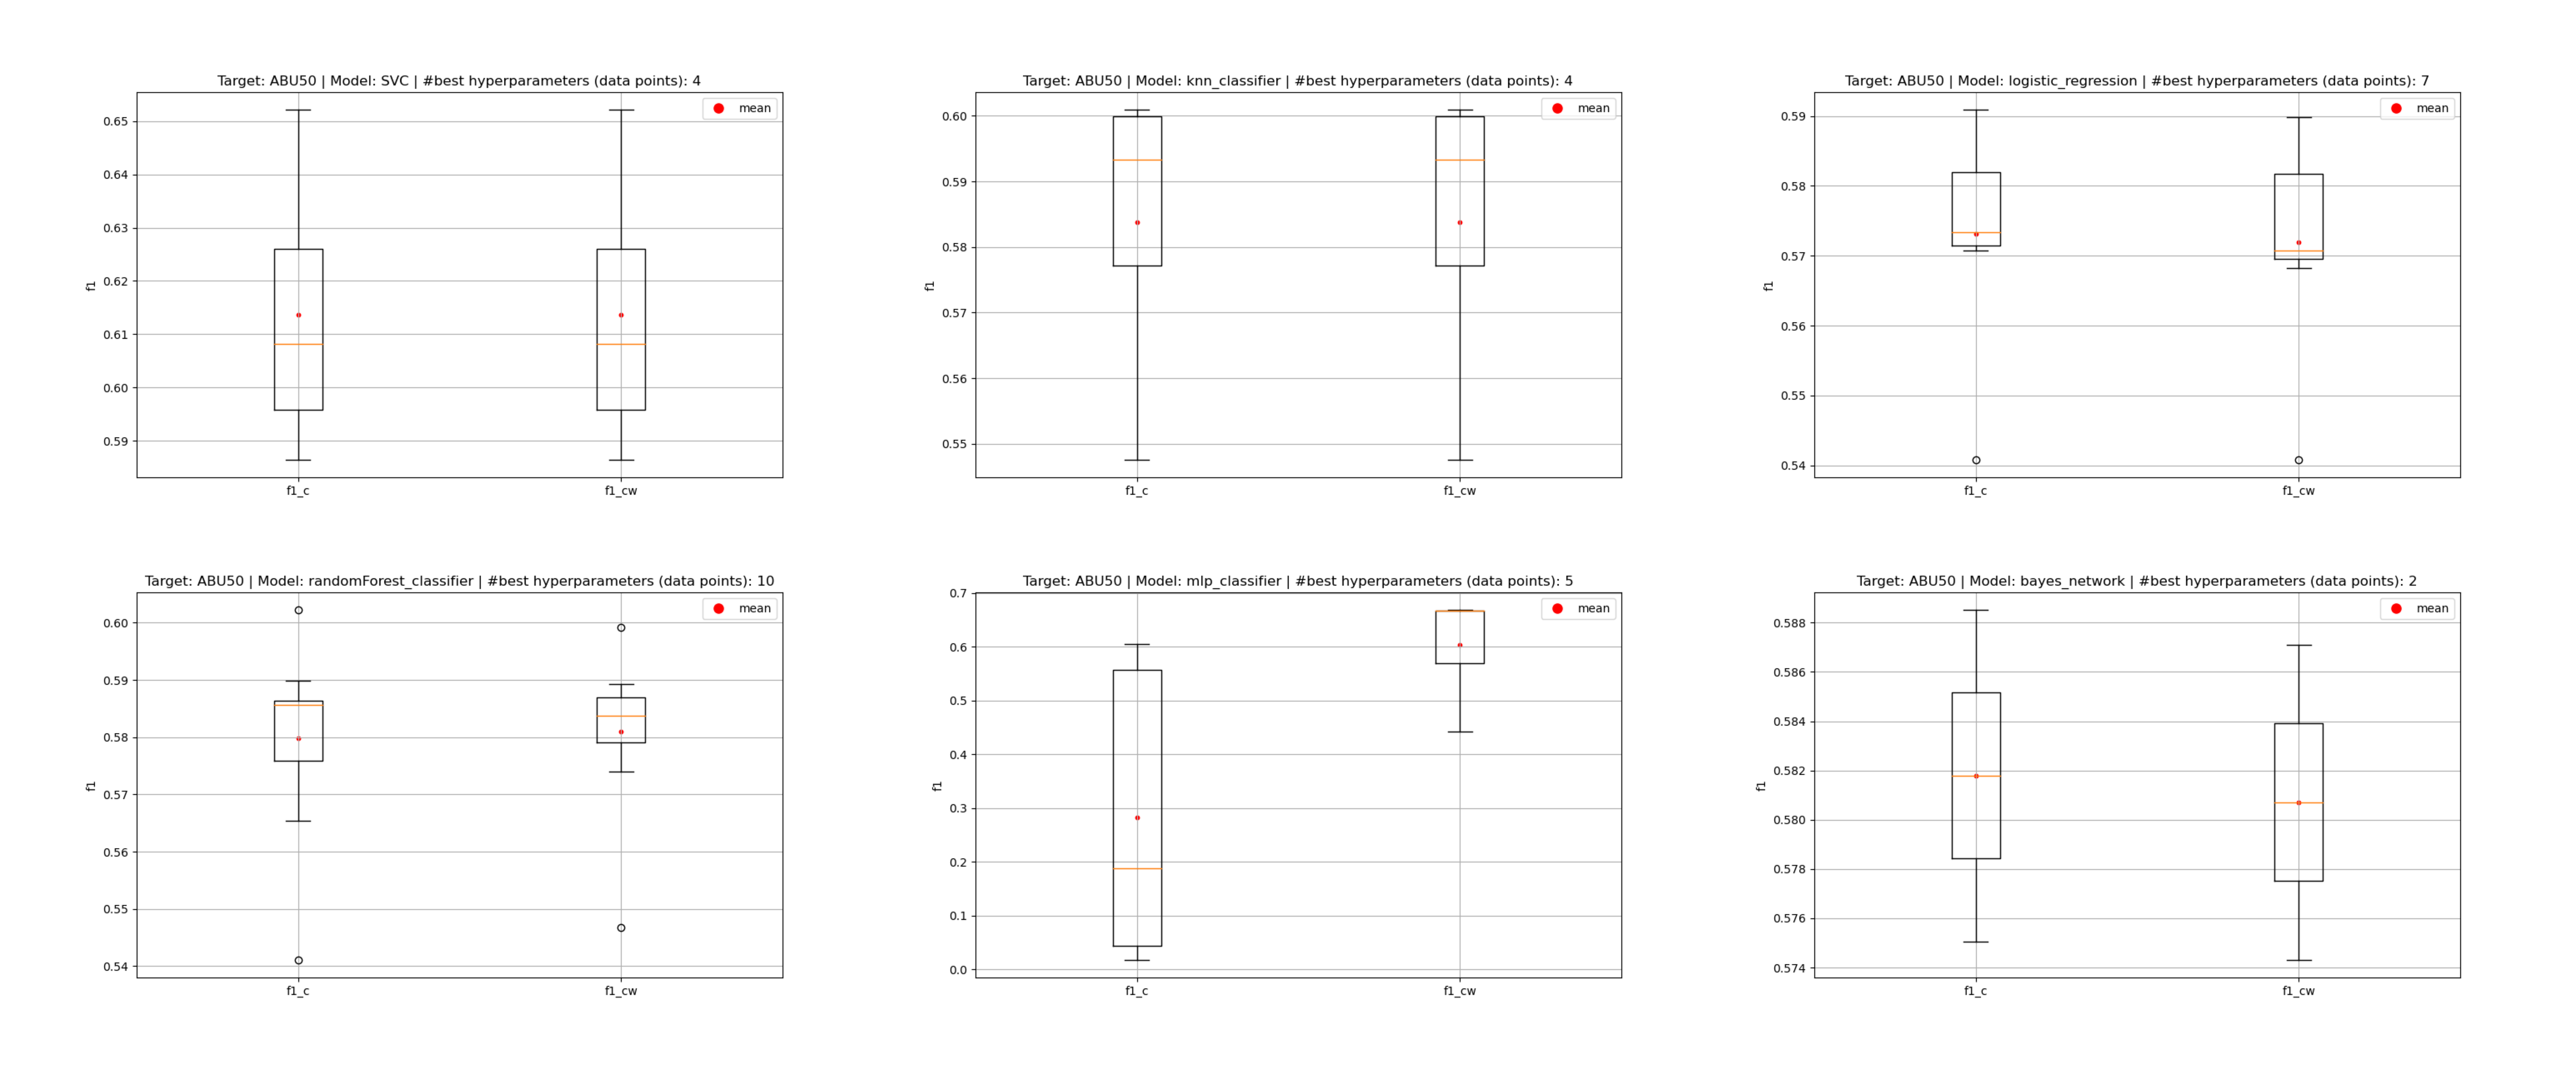 Target: ABU50 | Model: SVC | #best hyperparameters (data points): 4
mean
0.65
0.64
0.63
0.62
0.61
0.60
0.59
f1
f1_c
f1_cw
Target: ABU50 | Model: knn_classifier | #best hyperparameters (data points): 4
mean
0.60
0.59
0.58
0.57
0.56
0.55
f1
f1_c
f1_cw
Target: ABU50 | Model: logistic_regression | #best hyperparameters (data points): 7
mean
0.59
0.58
0.57
0.56
0.55
0.54
f1
f1_c
f1_cw
Target: ABU50 | Model: randomForest_classifier | #best hyperparameters (data points): 10
mean
0.60
0.59
0.58
0.57
0.56
0.55
0.54
f1
f1_c
f1_cw
Target: ABU50 | Model: mlp_classifier | #best hyperparameters (data points): 5
mean
0.7
0.6
0.5
0.4
0.3
0.2
0.1
0.0
f1
f1_c
f1_cw
Target: ABU50 | Model: bayes_network | #best hyperparameters (data points): 2
mean
0.588
0.586
0.584
0.582
0.580
0.578
0.576
0.574
f1
f1_c
f1_cw